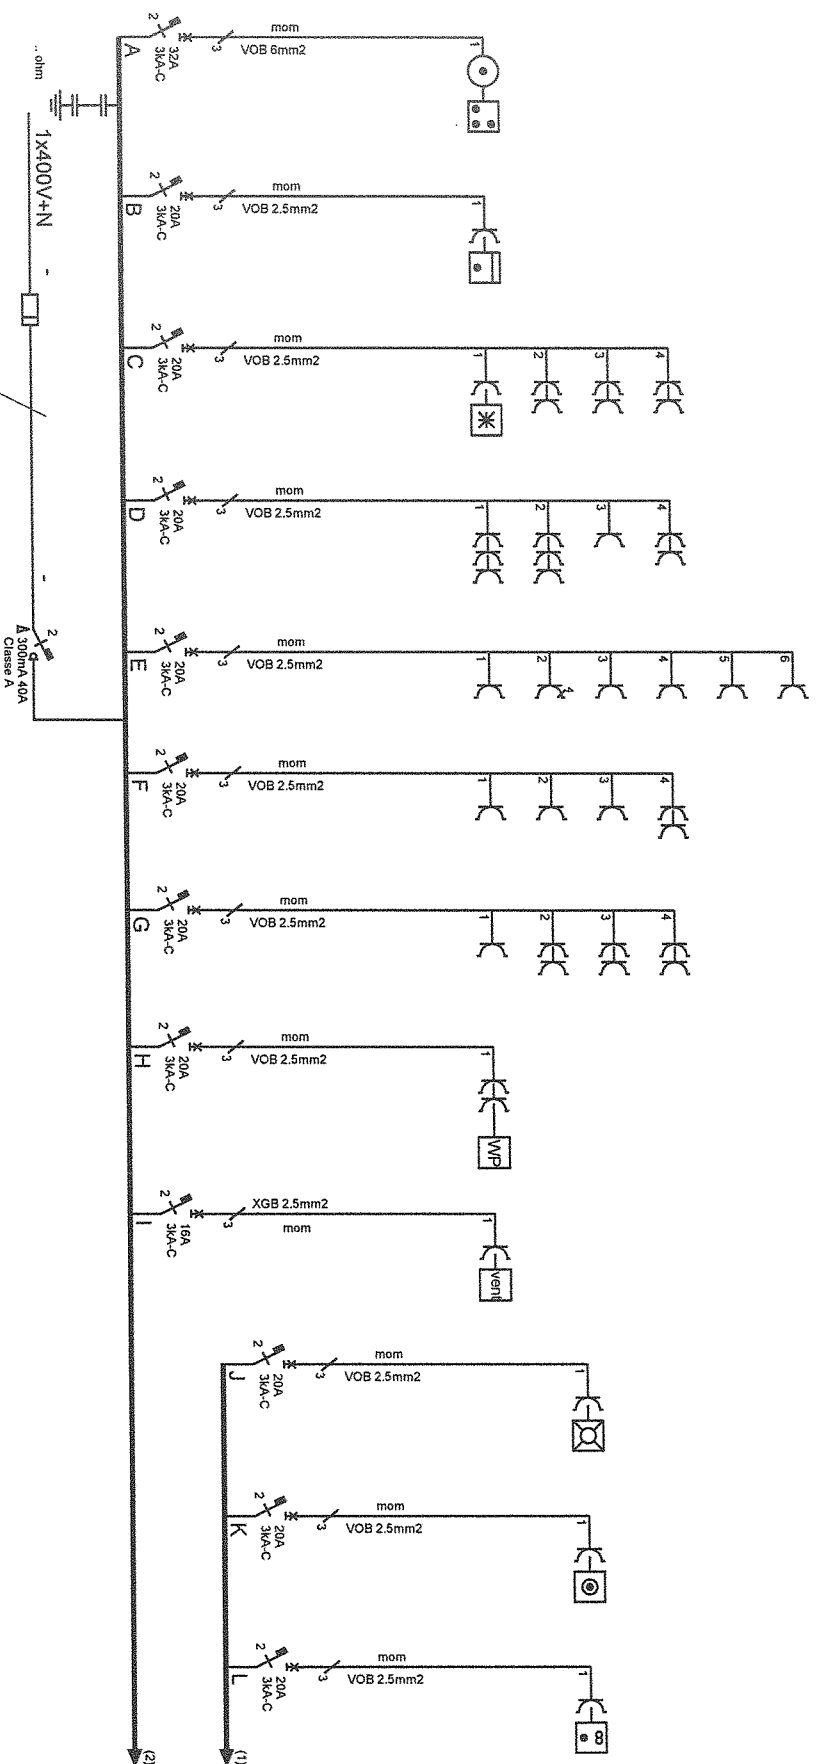 .. ohm
1x400V+N
-
-
2
Δ 300mA 40A
Classe A
A
2
32A
3kA-C
3
mom
VOB 6mm2
1
B
2
20A
3kA-C
3
mom
VOB 2.5mm2
1
C
2
20A
3kA-C
3
mom
VOB 2.5mm2
1
2
3
4
D
2
20A
3kA-C
3
mom
VOB 2.5mm2
1
2
3
4
E
2
20A
3kA-C
3
mom
VOB 2.5mm2
1
2
3
4
5
6
F
2
20A
3kA-C
3
mom
VOB 2.5mm2
1
2
3
4
G
2
20A
3kA-C
3
mom
VOB 2.5mm2
1
2
3
4
H
2
20A
3kA-C
3
mom
VOB 2.5mm2
1
WP
I
2
16A
3kA-C
3
XGB 2.5mm2
mom
1
vent
J
2
20A
3kA-C
3
mom
VOB 2.5mm2
1
K
2
20A
3kA-C
3
mom
VOB 2.5mm2
1
L
2
20A
3kA-C
3
mom
VOB 2.5mm2
1
(1)
(2)